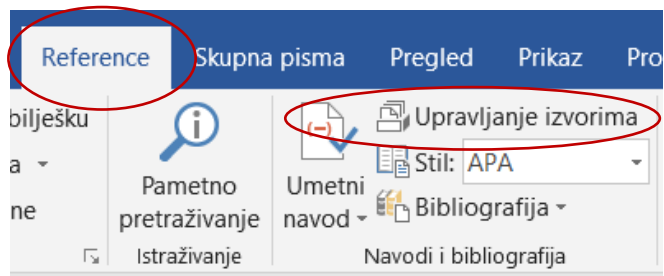 Reference Skupna pisma Pregled Prikaz Pro
bilješku
a
ne
Pametno
pretraživanje
Istraživanje
Umetni
navod
Upravljanje izvorima
Stil: APA
Bibliografija
Navodi i bibliografija